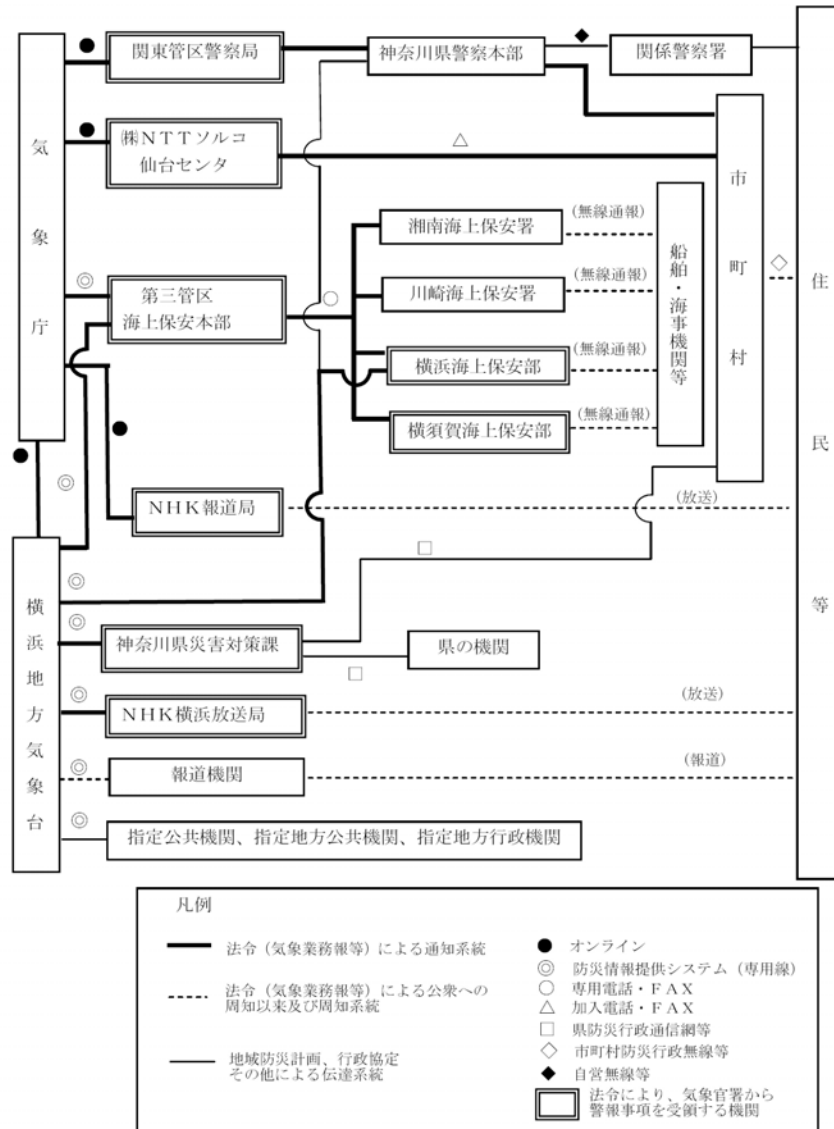 関東管区警察局
神奈川県警察本部
関係警察署
気象庁
㈱NTTソルコ
仙台センタ
市町村
住民等
湘南海上保安署
(無線通報)
船舶・海事機関等
第三管区
海上保安本部
川崎海上保安署
(無線通報)
横浜海上保安部
(無線通報)
横須賀海上保安部
(無線通報)
NHK報道局
(放送)
横浜地方気象台
神奈川県災害対策課
県の機関
NHK横浜放送局
(放送)
報道機関
(報道)
指定公共機関、指定地方公共機関、指定地方行政機関
凡例
法令（気象業務報等）による通知系統
法令（気象業務報等）による公衆への
周知以来及び周知系統
地域防災計画、行政協定
その他による伝達系統
オンライン
防災情報提供システム（専用線）
専用電話・FAX
加入電話・FAX
県防災行政通信網等
市町村防災行政無線等
自営無線等
法令により、気象官署から
警報事項を受領する機関